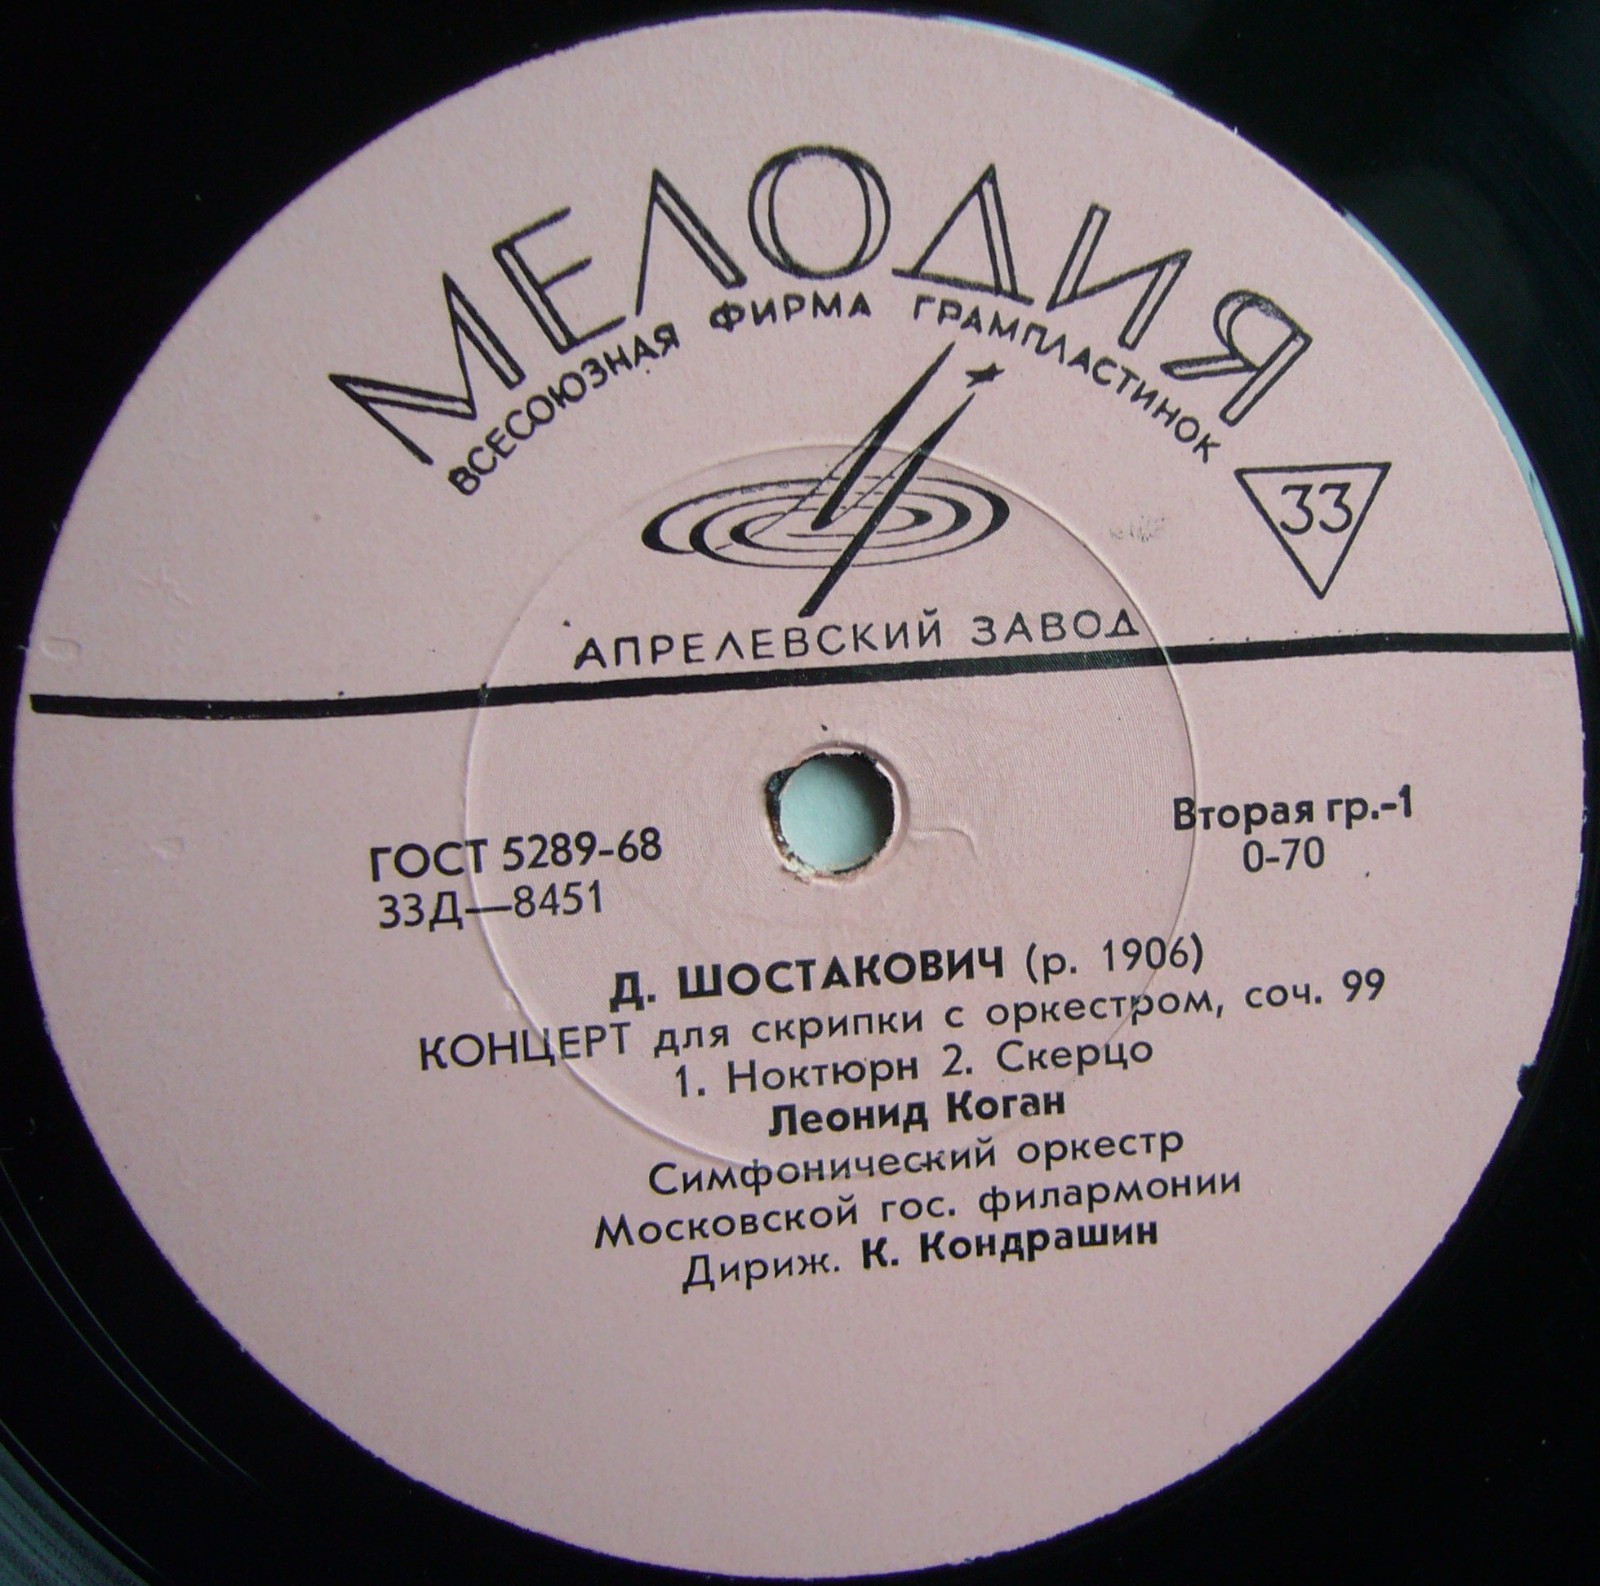 МЕЛОДИЯ
ВСЕСОЮЗНАЯ ФИРМА ГРАМПЛАСТИНОК
33
АПРЕЛЕВСКИЙ ЗАВОД
ГОСТ 5289-68
33Д—8451
Вторая гр.-1
0-70
Д. ШОСТАКОВИЧ (р. 1906)
КОНЦЕРТ для скрипки с оркестром, соч. 99
1. Ноктюрн 2. Скерцо
Леонид Коган
Симфонический оркестр
Московской гос. филармонии
Дириж. К. Кондрашин